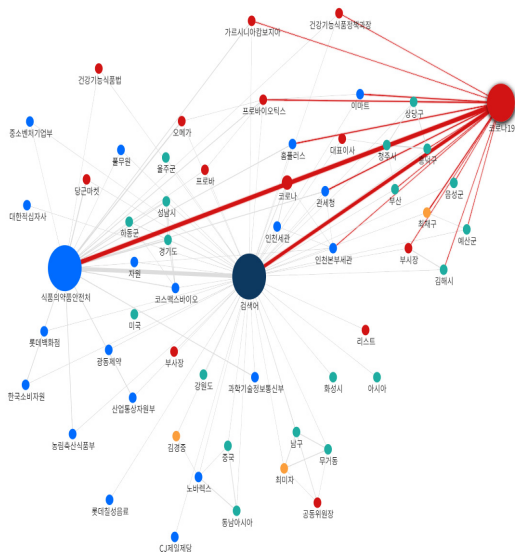 건강기능식품정책과장
가르시니아캄보지아
건강기능식품법
이마트
프로바이오틱스
상당구
중소벤처기업부
오메가
코로나19
대표이사
풀무원
홈플러스
청주시
울주군
프로바
당근마켓
코로나
음성군
관세청
부산
대한적십자사
성남시
최재구
하동군
인천세관
예산군
경기도
자원
인천본부세관
부시장
김해시
식품의약품안전처
코스맥스바이오
검색어
미국
롯데백화점
리스트
광동제약
부사장
한국소비자원
강원도
과학기술정보통신부
화성시
아시아
산업통상자원부
농림축산식품부
김경중
중국
남구
무거동
노바렉스
최미자
롯데칠성음료
동남아시아
공동위원장
CJ제일제당